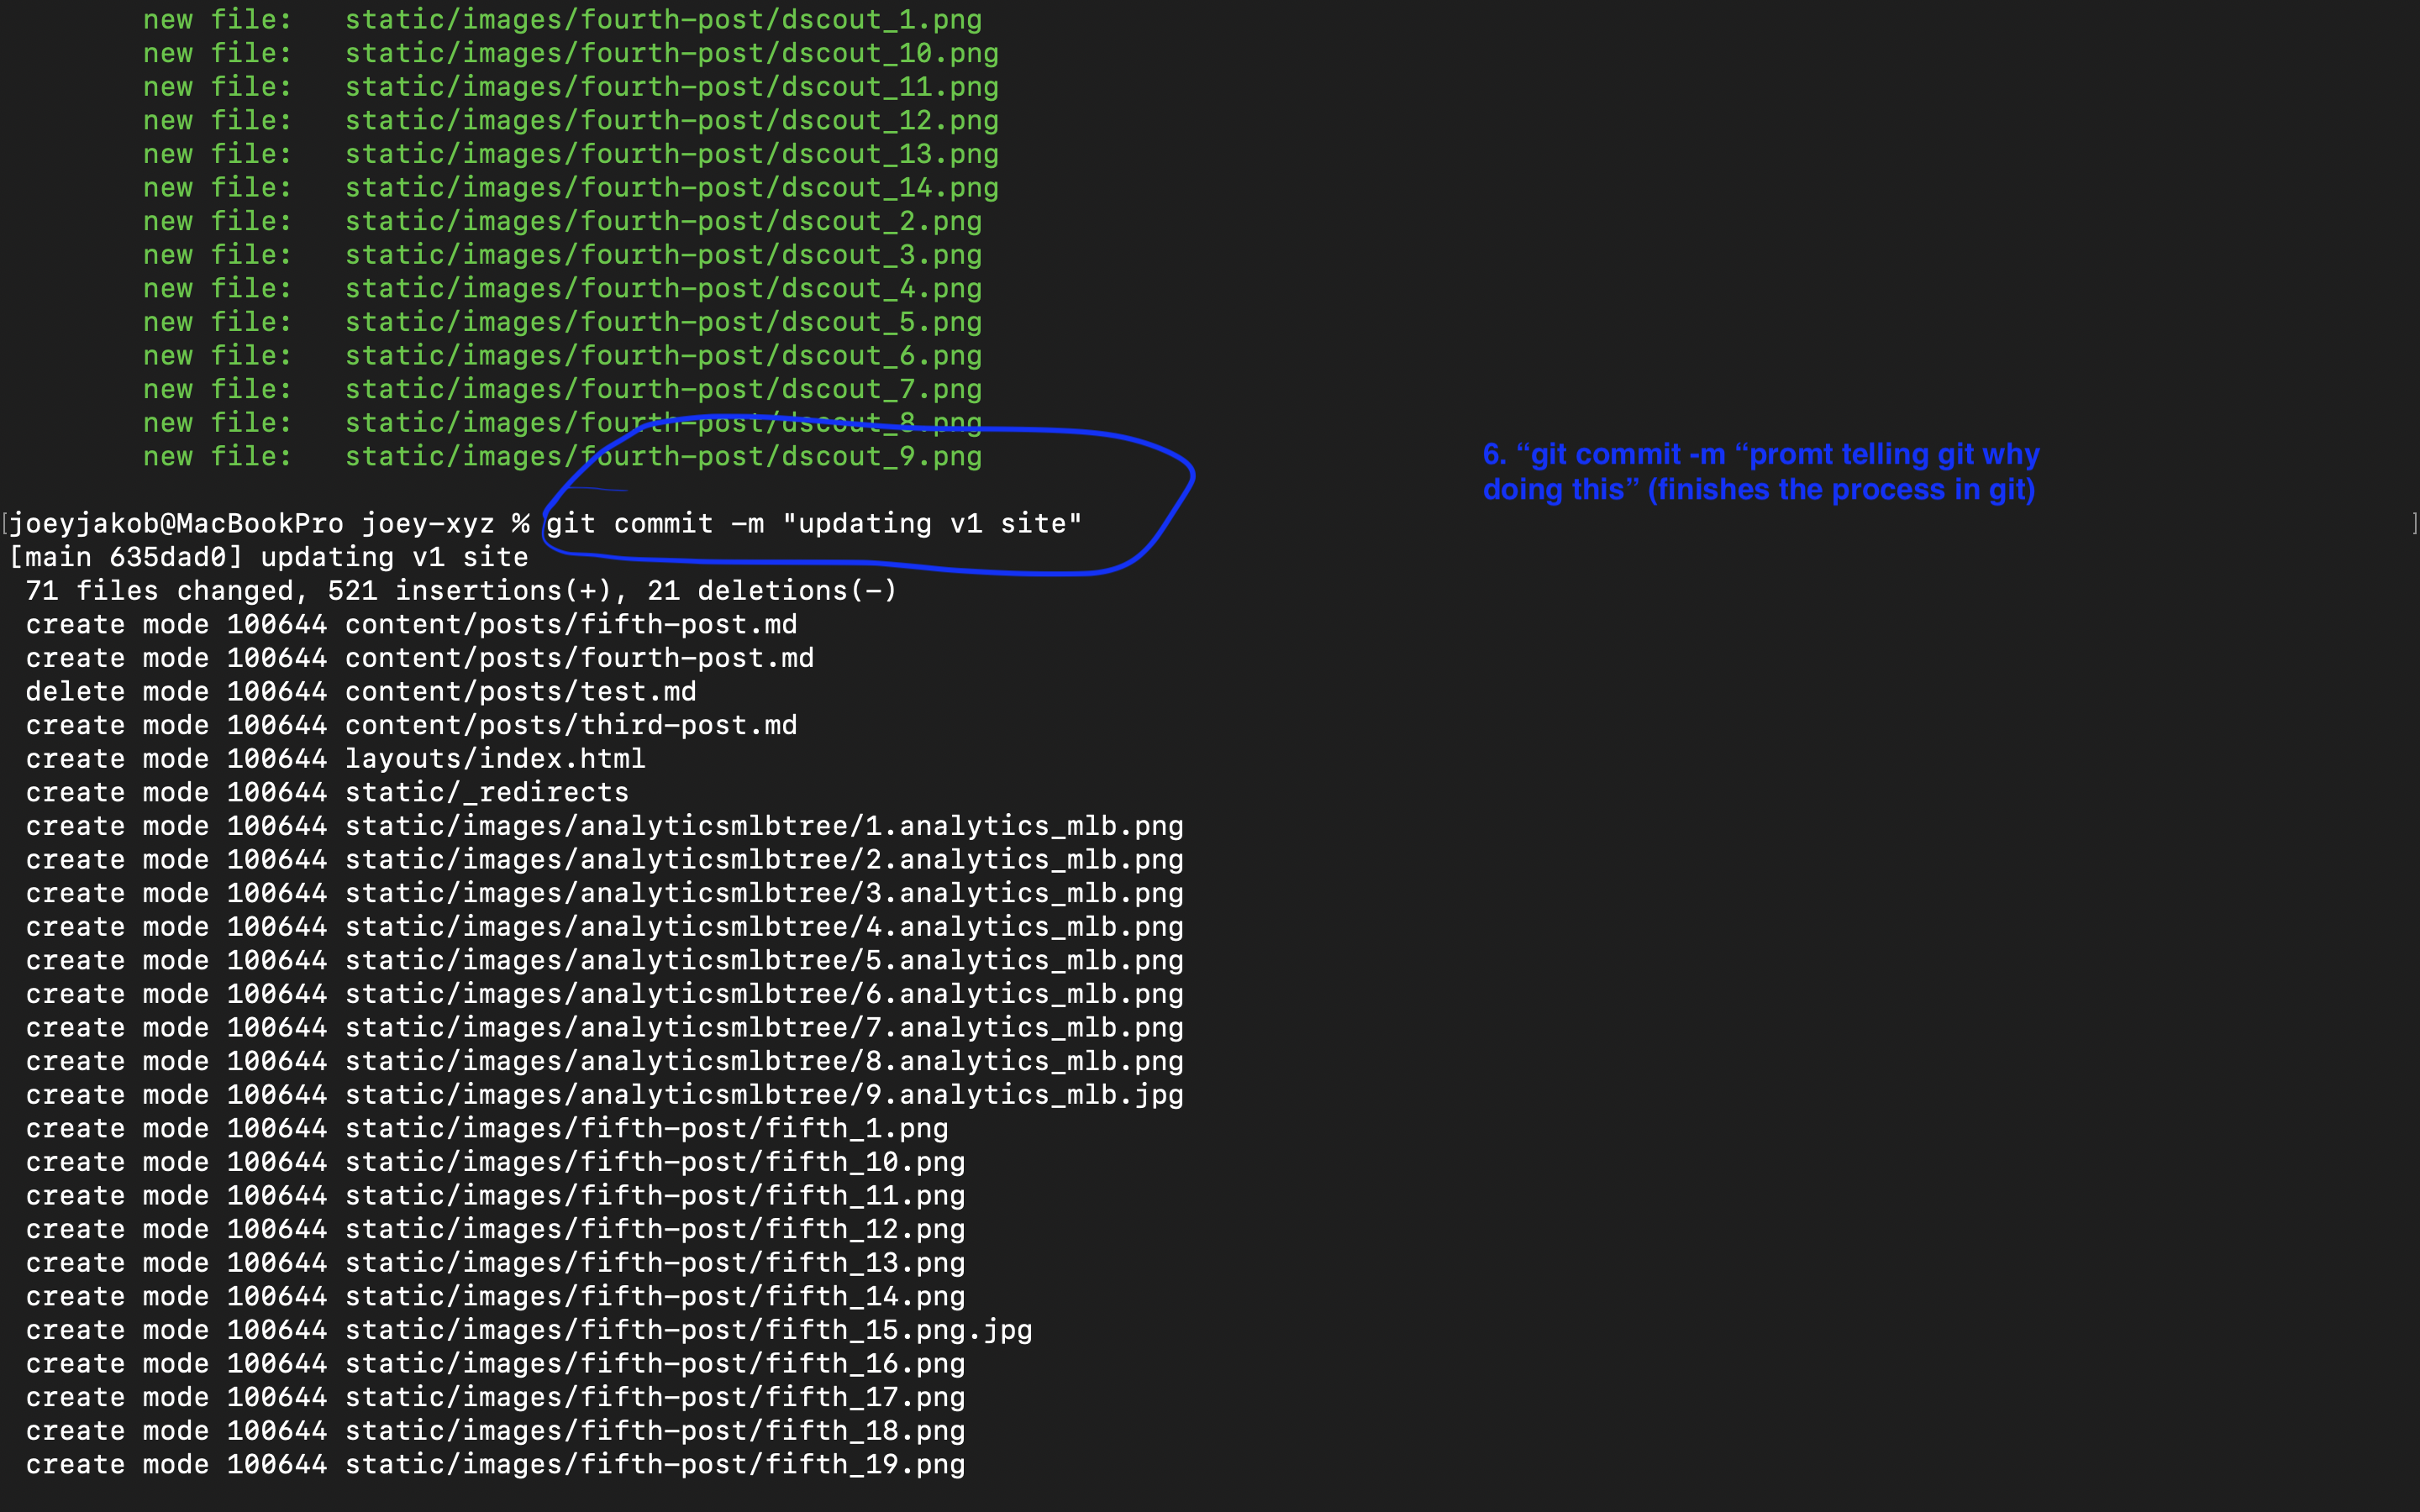 new file:   static/images/fourth-post/dscout_1.png
new file:   static/images/fourth-post/dscout_10.png
new file:   static/images/fourth-post/dscout_11.png
new file:   static/images/fourth-post/dscout_12.png
new file:   static/images/fourth-post/dscout_13.png
new file:   static/images/fourth-post/dscout_14.png
new file:   static/images/fourth-post/dscout_2.png
new file:   static/images/fourth-post/dscout_3.png
new file:   static/images/fourth-post/dscout_4.png
new file:   static/images/fourth-post/dscout_5.png
new file:   static/images/fourth-post/dscout_6.png
new file:   static/images/fourth-post/dscout_7.png
new file:   static/images/fourth-post/dscout_8.png
new file:   static/images/fourth-post/dscout_9.png
6. “git commit -m “promt telling git why
doing this” (finishes the process in git)
[joeyjakob@MacBookPro joey-xyz % git commit -m "updating v1 site" ]
[main 635dad0] updating v1 site
71 files changed, 521 insertions(+), 21 deletions(-)
create mode 100644 content/posts/fifth-post.md
create mode 100644 content/posts/fourth-post.md
delete mode 100644 content/posts/test.md
create mode 100644 content/posts/third-post.md
create mode 100644 layouts/index.html
create mode 100644 static/_redirects
create mode 100644 static/images/analyticsmlbtree/1.analytics_mlb.png
create mode 100644 static/images/analyticsmlbtree/2.analytics_mlb.png
create mode 100644 static/images/analyticsmlbtree/3.analytics_mlb.png
create mode 100644 static/images/analyticsmlbtree/4.analytics_mlb.png
create mode 100644 static/images/analyticsmlbtree/5.analytics_mlb.png
create mode 100644 static/images/analyticsmlbtree/6.analytics_mlb.png
create mode 100644 static/images/analyticsmlbtree/7.analytics_mlb.png
create mode 100644 static/images/analyticsmlbtree/8.analytics_mlb.png
create mode 100644 static/images/analyticsmlbtree/9.analytics_mlb.jpg
create mode 100644 static/images/fifth-post/fifth_1.png
create mode 100644 static/images/fifth-post/fifth_10.png
create mode 100644 static/images/fifth-post/fifth_11.png
create mode 100644 static/images/fifth-post/fifth_12.png
create mode 100644 static/images/fifth-post/fifth_13.png
create mode 100644 static/images/fifth-post/fifth_14.png
create mode 100644 static/images/fifth-post/fifth_15.png.jpg
create mode 100644 static/images/fifth-post/fifth_16.png
create mode 100644 static/images/fifth-post/fifth_17.png
create mode 100644 static/images/fifth-post/fifth_18.png
create mode 100644 static/images/fifth-post/fifth_19.png